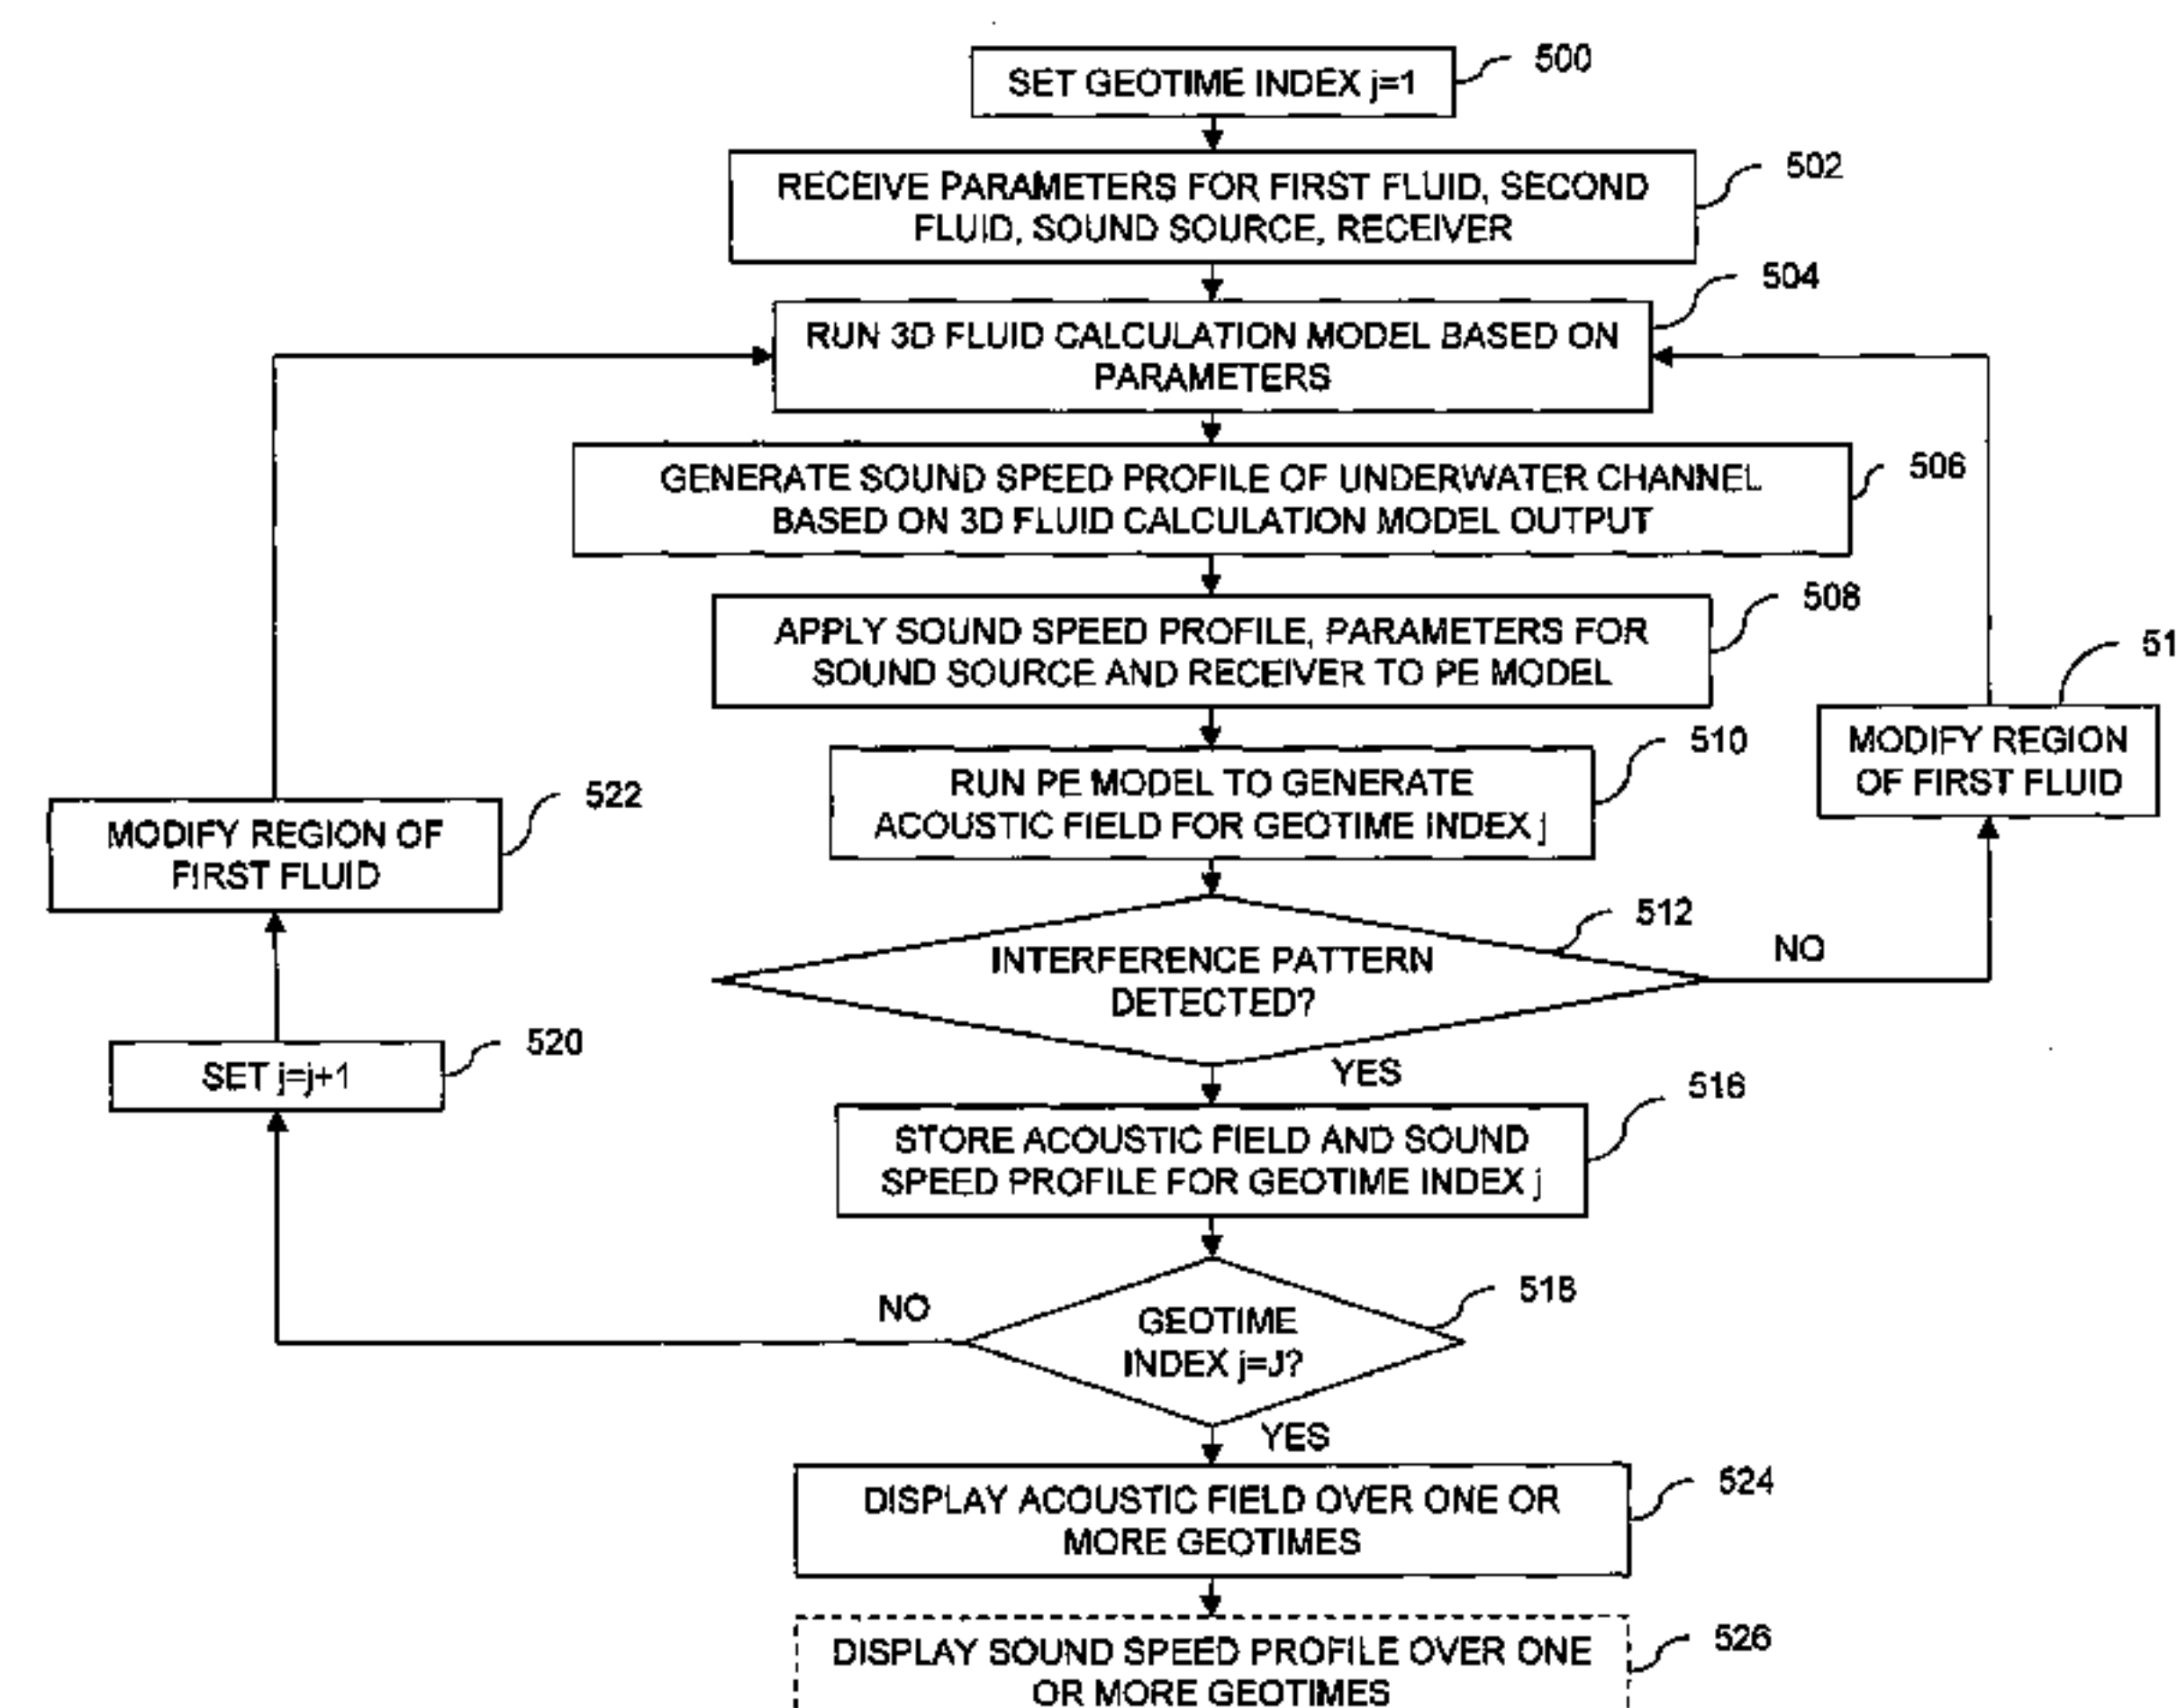 SET GEOTIME INDEX j=1
500
RECEIVE PARAMETERS FOR FIRST FLUID, SECOND
FLUID, SOUND SOURCE, RECEIVER
502
RUN 3D FLUID CALCULATION MODEL BASED ON
PARAMETERS
504
GENERATE SOUND SPEED PROFILE OF UNDERWATER CHANNEL
BASED ON 3D FLUID CALCULATION MODEL OUTPUT
506
APPLY SOUND SPEED PROFILE, PARAMETERS FOR
SOUND SOURCE AND RECEIVER TO PE MODEL
508
51
MODIFY REGION
OF FIRST FLUID
RUN PE MODEL TO GENERATE
ACOUSTIC FIELD FOR GEOTIME INDEX j
510
MODIFY REGION OF
FIRST FLUID
522
INTERFERENCE PATTERN
DETECTED?
512
NO
YES
SET j=j+1
520
STORE ACOUSTIC FIELD AND SOUND
SPEED PROFILE FOR GEOTIME INDEX j
516
GEOTIME
INDEX j=J?
518
NO
YES
DISPLAY ACOUSTIC FIELD OVER ONE OR
MORE GEOTIMES
524
DISPLAY SOUND SPEED PROFILE OVER ONE
OR MORE GEOTIMES
526